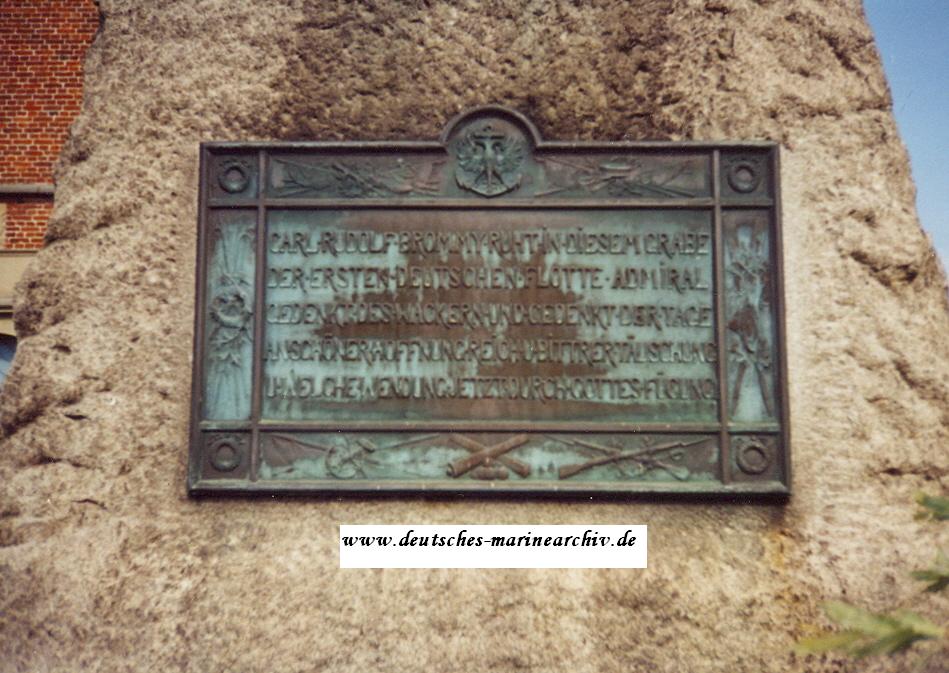 CARL·RUDOLF·BROMMY·RUHT·IN·DIESEM·GRABE
DER·ERSTEN·DEUTSCHEN·FLOTTE·ADMIRAL
GEDENKT·DES·WACKERN·UND·GEDENKT·DER·TAGE
AN·SCHÖNER·HOFFNUNG·REICH·U·BITTRER·TÄUSCHUNG
U·WELCHE·WENDUNG·JETZT·DURCH·GOTTES·FÜGUNG
www.deutsches-marinearchiv.de